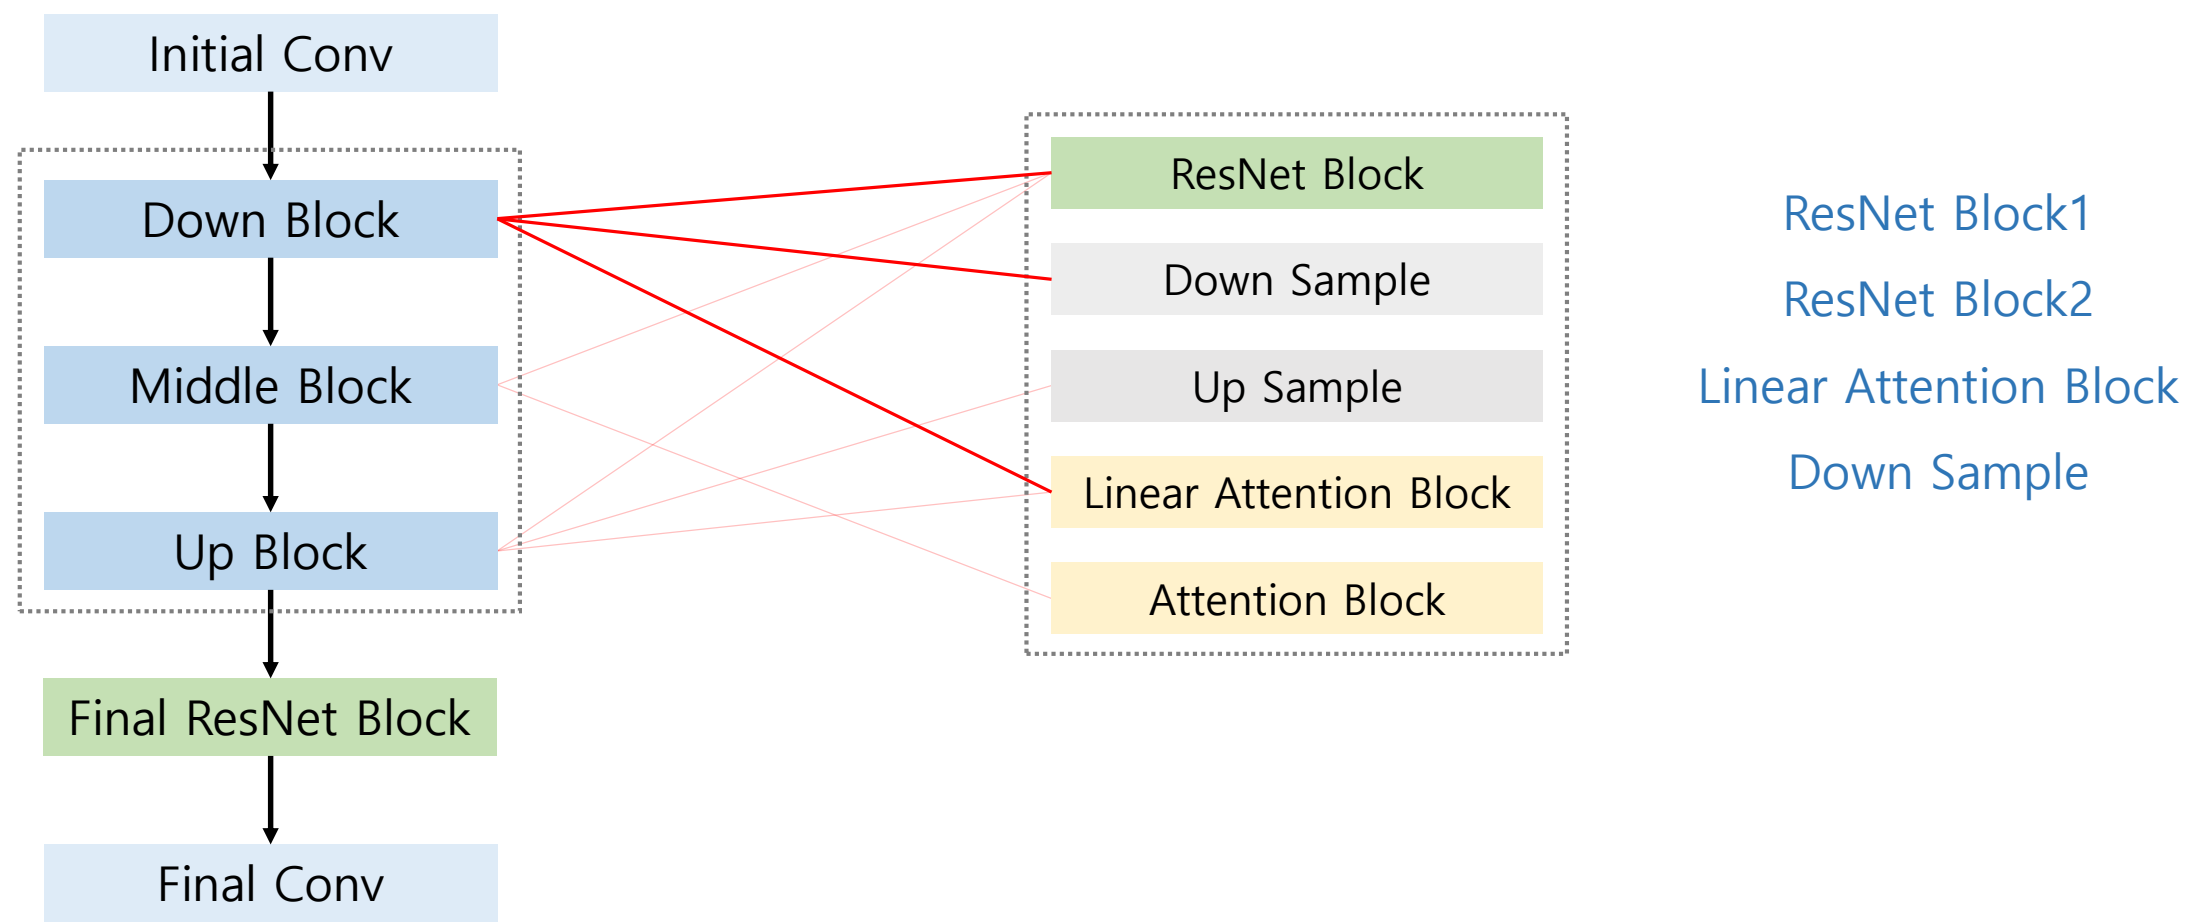 Initial Conv
Down Block
Middle Block
Up Block
Final ResNet Block
Final Conv
ResNet Block
Down Sample
Up Sample
Linear Attention Block
Attention Block
ResNet Block1
ResNet Block2
Linear Attention Block
Down Sample